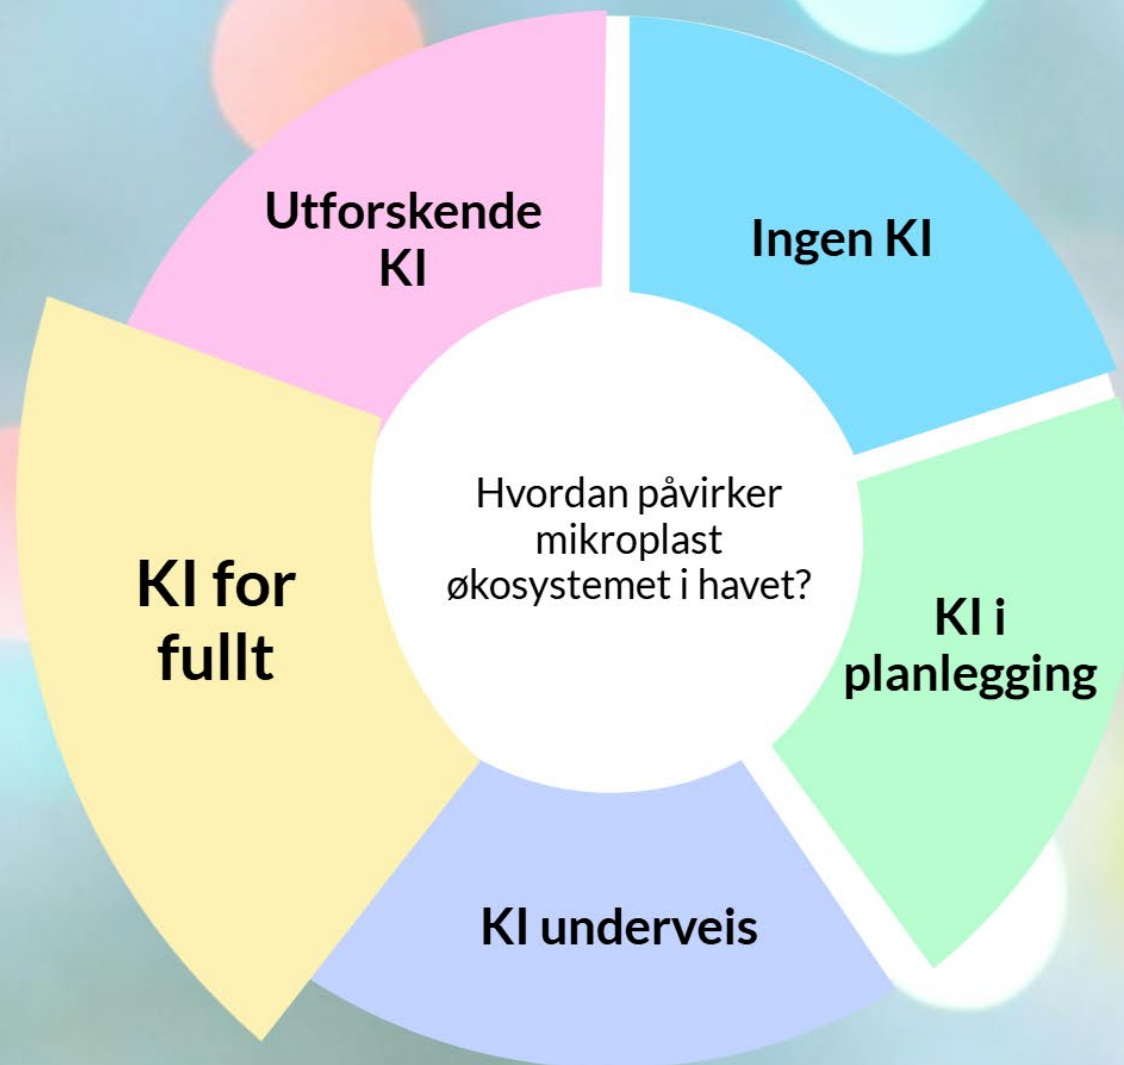 Utforskende
KI
Ingen KI
Hvordan påvirker
mikroplast
økosystemet i havet?
KI for
fullt
KI i
planlegging
KI underveis